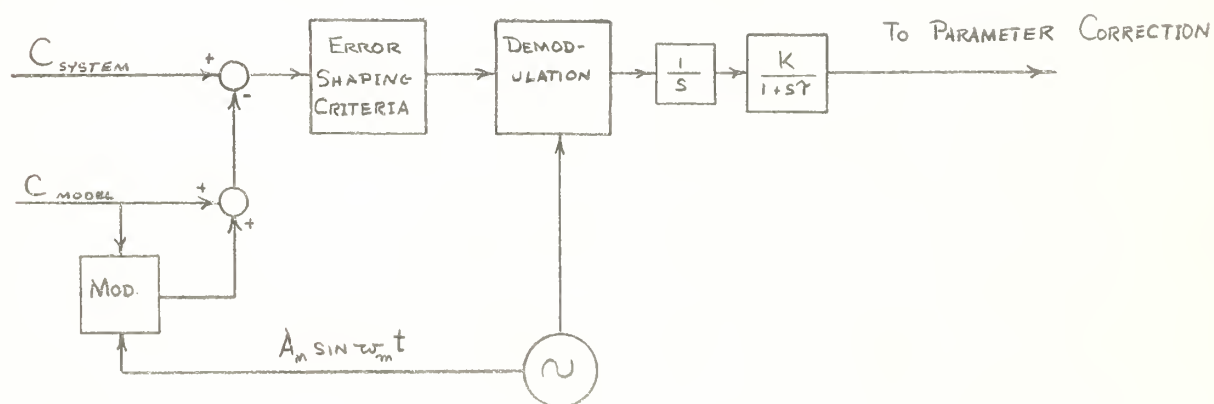 C SYSTEM
+
-
ERROR
SHAPING
CRITERIA
DEMOD-
ULATION
1
S
K
1+Sτ
TO PARAMETER CORRECTION
C MODEL
+
+
MOD.
A_m SIN ω_m t
~